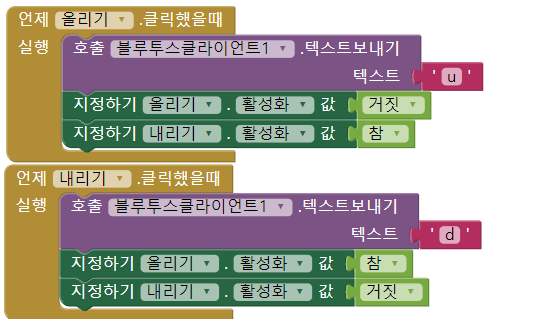 언제 올리기 .클릭했을때
실행 호출 블루투스클라이언트1 .텍스트보내기
텍스트 ' u '
지정하기 올리기 . 활성화 값 거짓
지정하기 내리기 . 활성화 값 참
언제 내리기 .클릭했을때
실행 호출 블루투스클라이언트1 .텍스트보내기
텍스트 ' d '
지정하기 올리기 . 활성화 값 참
지정하기 내리기 . 활성화 값 거짓